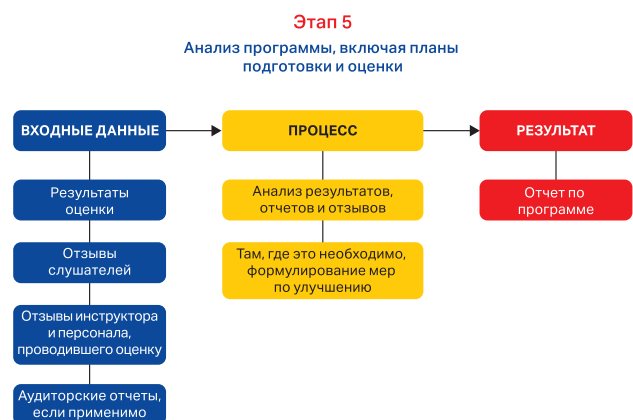 Этап 5
Анализ программы, включая планы
подготовки и оценки
ВХОДНЫЕ ДАННЫЕ
Результаты
оценки
Отзывы
слушателей
Отзывы инструктора
и персонала,
проводившего оценку
Аудиторские отчеты,
если применимо
ПРОЦЕСС
Анализ результатов,
отчетов и отзывов
Там, где это необходимо,
формулирование мер
по улучшению
РЕЗУЛЬТАТ
Отчет по
программе